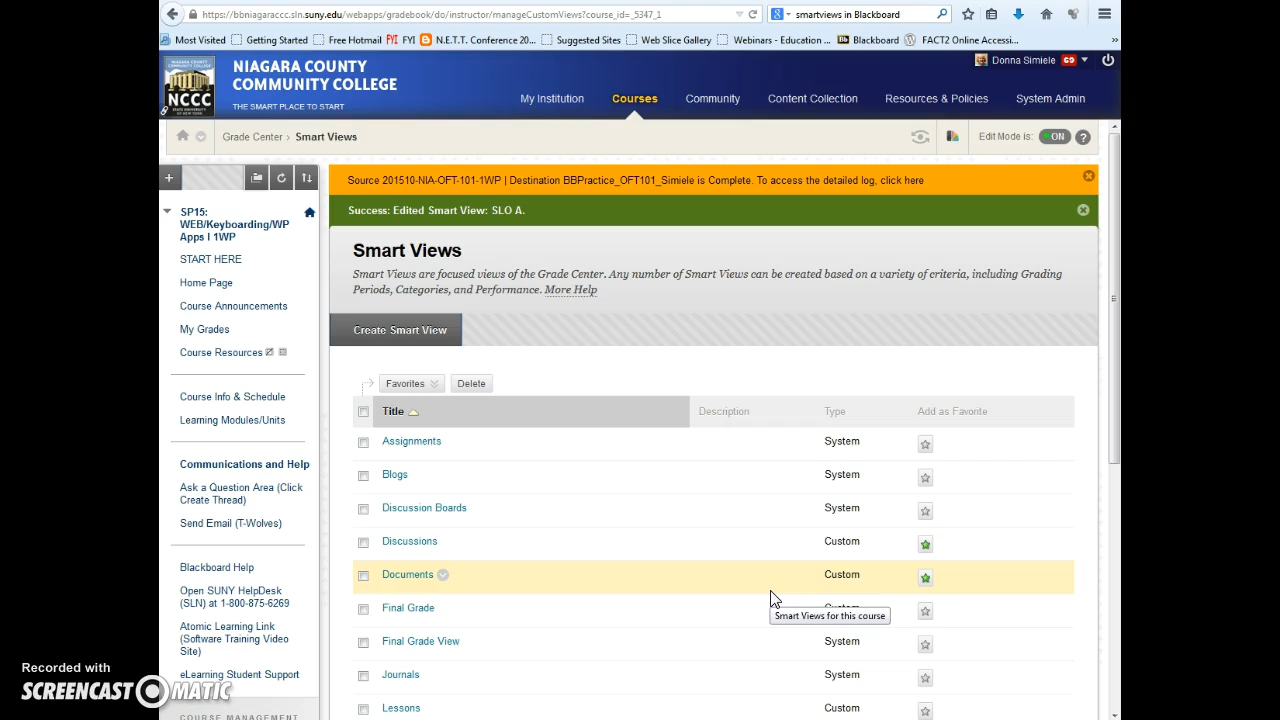 https://bbniagaraccc.sln.suny.edu/webapps/gradebook/do/instructor/manageCustomViews?course_id=_5347_1
smartviews in Blackboard
Most Visited Getting Started Free Hotmail FYI FYI N.E.T.T. Conference 20... Suggested Sites Web Slice Gallery Webinars - Education ... Bb Blackboard FACT2 Online Accessi...
NIAGARA COUNTY
COMMUNITY COLLEGE
THE SMART PLACE TO START
NCCC
Donna Simiele 69
My Institution Courses Community Content Collection Resources & Policies System Admin
Grade Center > Smart Views
Edit Mode is: ON ?
Source 201510-NIA-OFT-101-1WP | Destination BBPractice_OFT101_Simiele is Complete. To access the detailed log, click here
Success: Edited Smart View: SLO A.
SP15:
WEB/Keyboarding/WP
Apps I 1WP
START HERE
Home Page
Course Announcements
My Grades
Course Resources
Course Info & Schedule
Learning Modules/Units
Communications and Help
Ask a Question Area (Click
Create Thread)
Send Email (T-Wolves)
Blackboard Help
Open SUNY HelpDesk
(SLN) at 1-800-875-6269
Atomic Learning Link
(Software Training Video
Site)
eLearning Student Support
COURSE MANAGEMENT
Smart Views
Smart Views are focused views of the Grade Center. Any number of Smart Views can be created based on a variety of criteria, including Grading
Periods, Categories, and Performance. More Help
Create Smart View
Favorites Delete
Title Description Type Add as Favorite
Assignments System
Blogs System
Discussion Boards System
Discussions Custom
Documents Custom
Final Grade Custom
Smart Views for this course
Final Grade View System
Journals System
Lessons Custom
Recorded with
SCREENCAST-O-MATIC